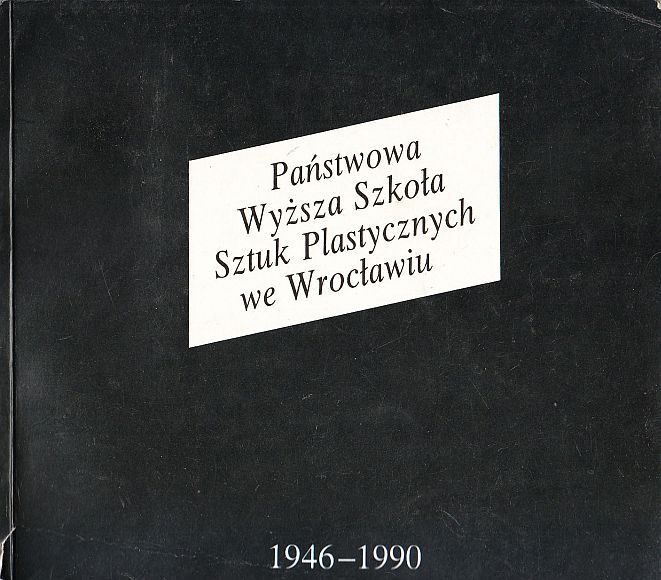 Państwowa
Wyższa Szkoła
Sztuk Plastycznych
we Wrocławiu
1946–1990